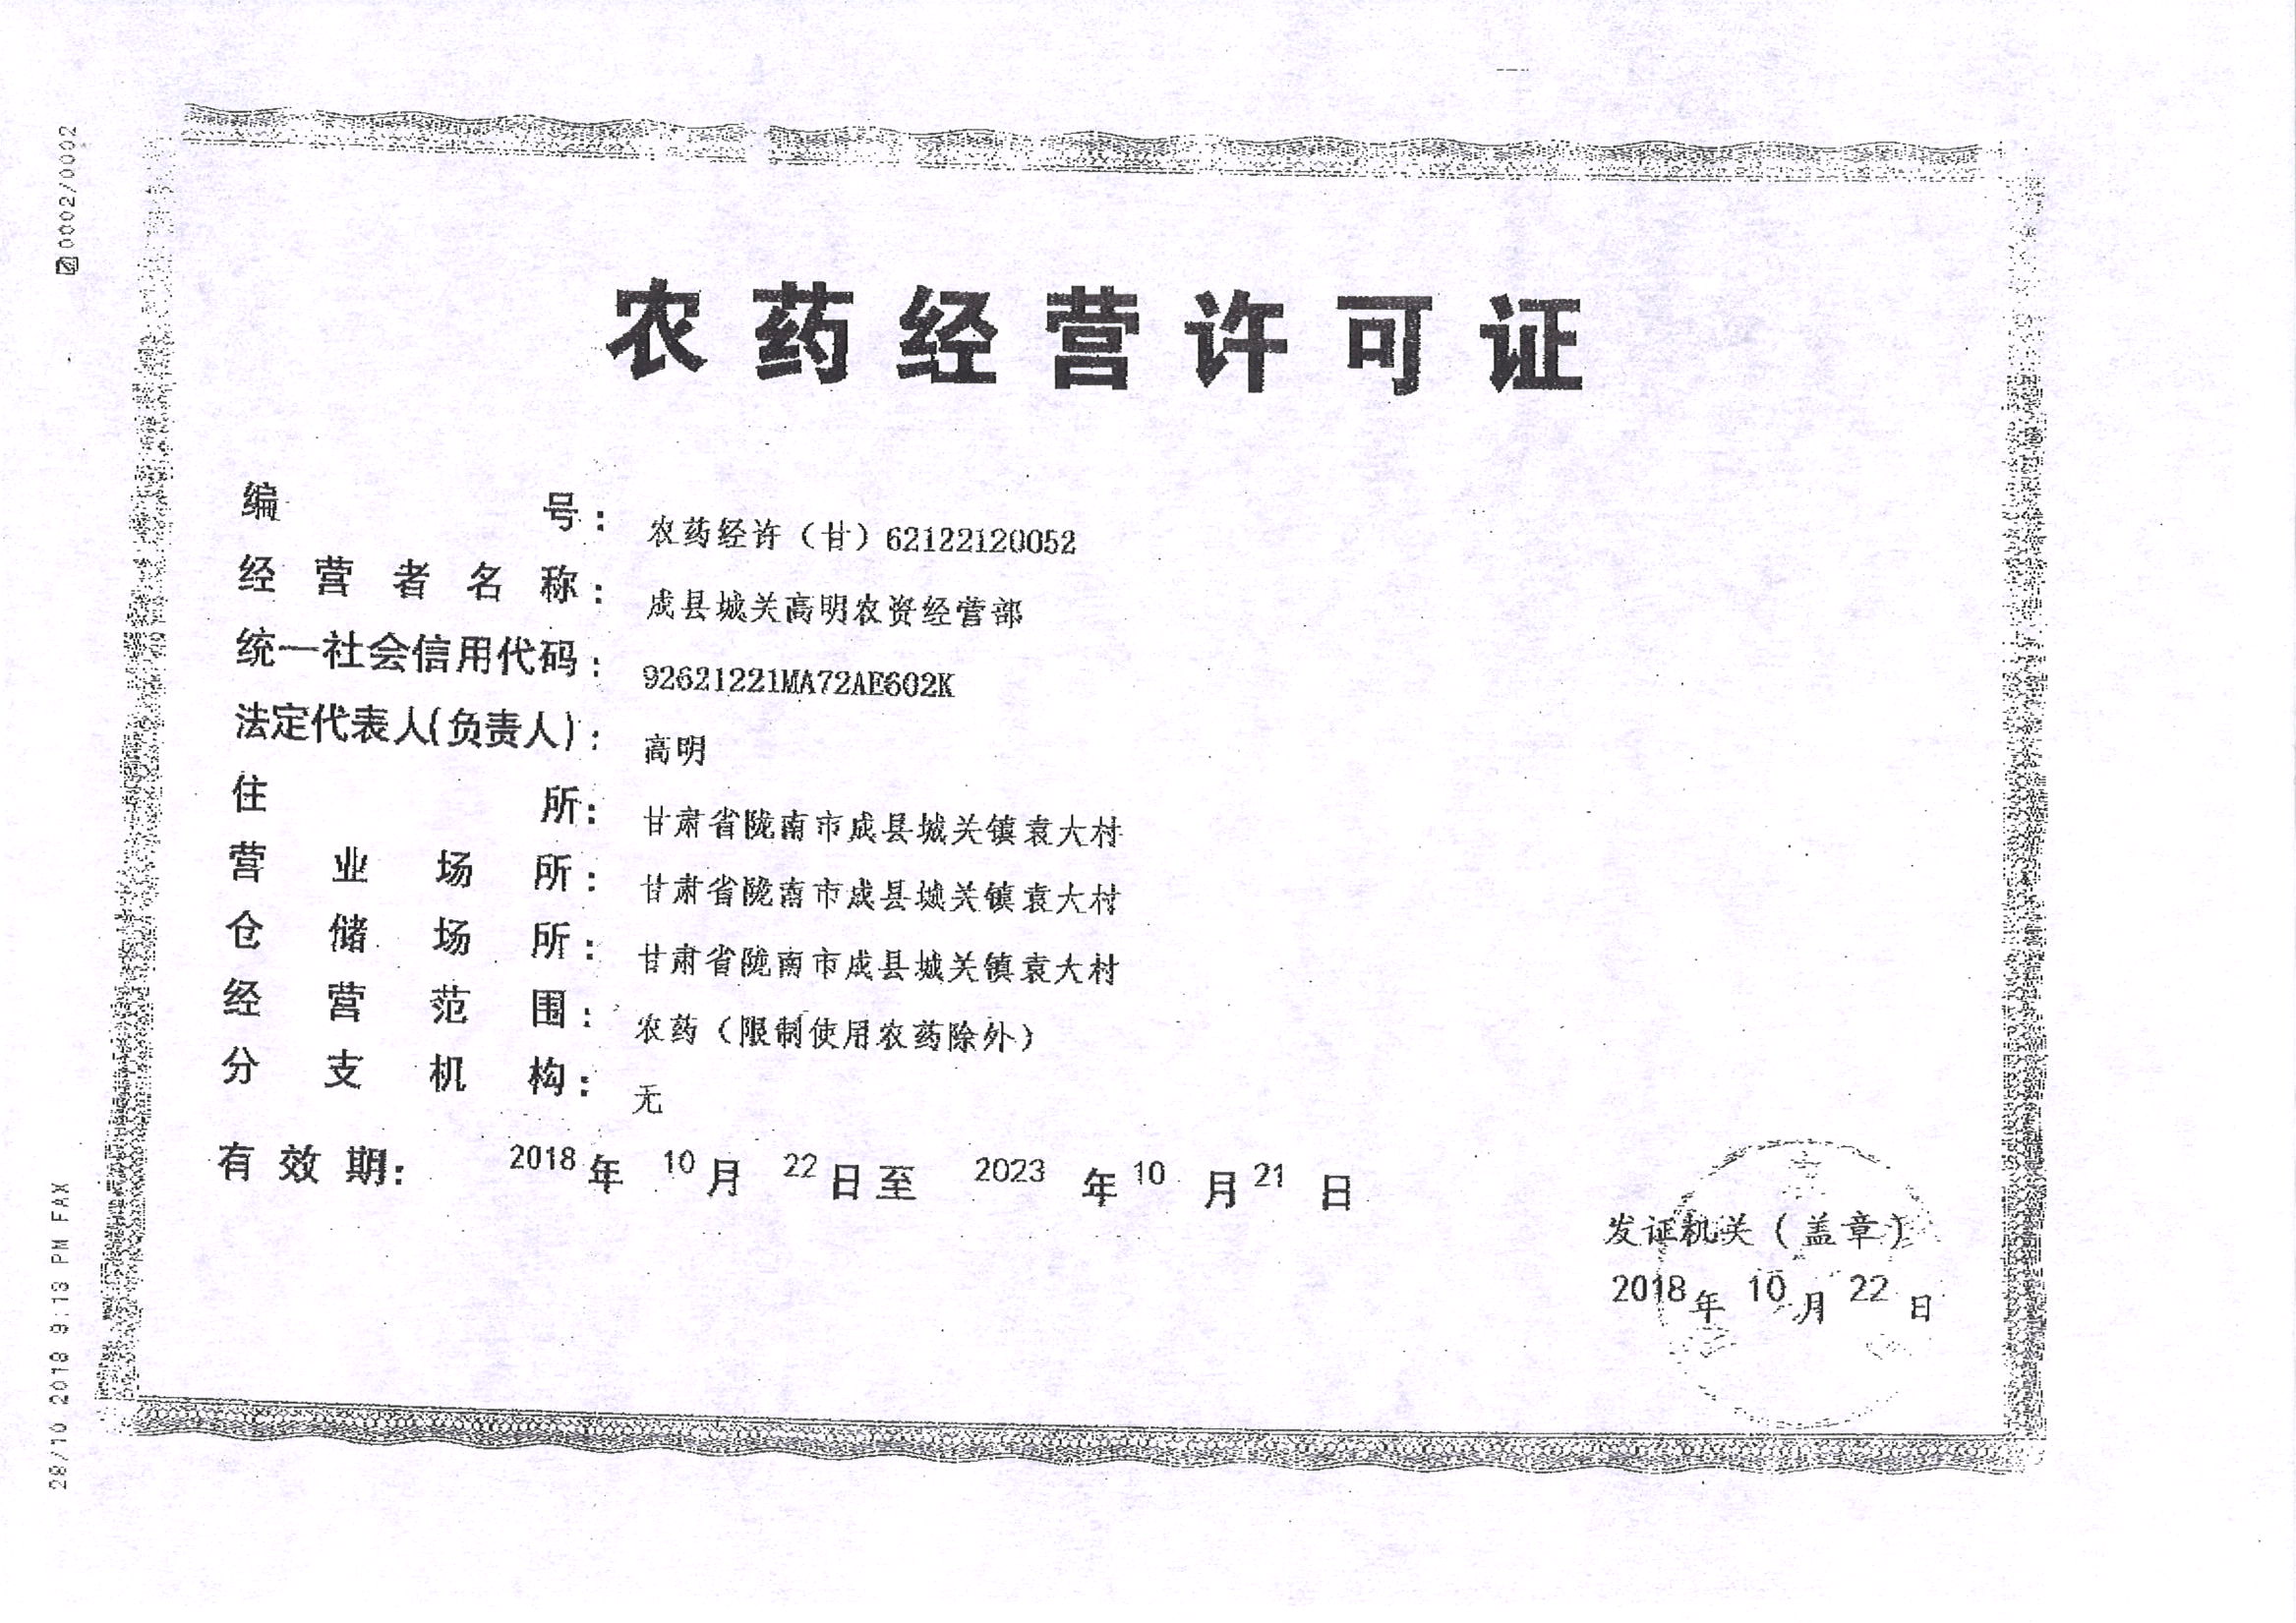 0002/0002
农药经营许可证
编号：农药经许（甘）62122120052
经营者名称：成县城关高明农资经营部
统一社会信用代码：92621221MA72AE602K
法定代表人(负责人)：高明
住所：甘肃省陇南市成县城关镇袁大村
营业场所：甘肃省陇南市成县城关镇袁大村
仓储场所：甘肃省陇南市成县城关镇袁大村
经营范围：农药（限制使用农药除外）
分支机构：无
有效期：2018年10月22日至2023年10月21日
发证机关（盖章）
2018年10月22日
28/10 2018 9:13 PM FAX